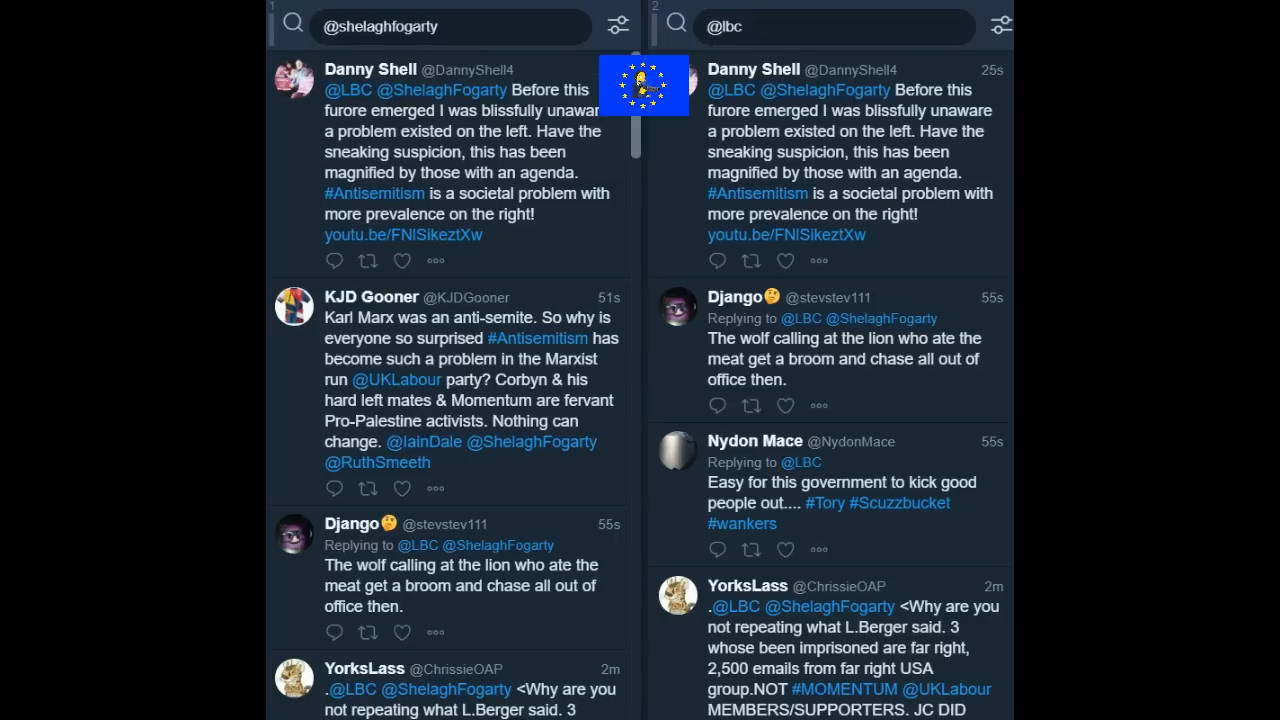 1
@shelaghfogarty
Danny Shell @DannyShell4
@LBC @ShelaghFogarty Before this
furore emerged I was blissfully unawar
a problem existed on the left. Have the
sneaking suspicion, this has been
magnified by those with an agenda.
#Antisemitism is a societal problem with
more prevalence on the right!
youtu.be/FNlSikeztXw
KJD Gooner @KJDGooner 51s
Karl Marx was an anti-semite. So why is
everyone so surprised #Antisemitism has
become such a problem in the Marxist
run @UKLabour party? Corbyn & his
hard left mates & Momentum are fervant
Pro-Palestine activists. Nothing can
change. @IainDale @ShelaghFogarty
@RuthSmeeth
Django @stevstev111 55s
Replying to @LBC @ShelaghFogarty
The wolf calling at the lion who ate the
meat get a broom and chase all out of
office then.
YorksLass @ChrissieOAP 2m
.@LBC @ShelaghFogarty <Why are you
not repeating what L.Berger said. 3
2
@lbc
Danny Shell @DannyShell4 25s
@LBC @ShelaghFogarty Before this
furore emerged I was blissfully unaware
a problem existed on the left. Have the
sneaking suspicion, this has been
magnified by those with an agenda.
#Antisemitism is a societal problem with
more prevalence on the right!
youtu.be/FNlSikeztXw
Django @stevstev111 55s
Replying to @LBC @ShelaghFogarty
The wolf calling at the lion who ate the
meat get a broom and chase all out of
office then.
Nydon Mace @NydonMace 55s
Replying to @LBC
Easy for this government to kick good
people out.... #Tory #Scuzzbucket
#wankers
YorksLass @ChrissieOAP 2m
.@LBC @ShelaghFogarty <Why are you
not repeating what L.Berger said. 3
whose been imprisoned are far right,
2,500 emails from far right USA
group.NOT #MOMENTUM @UKLabour
MEMBERS/SUPPORTERS. JC DID